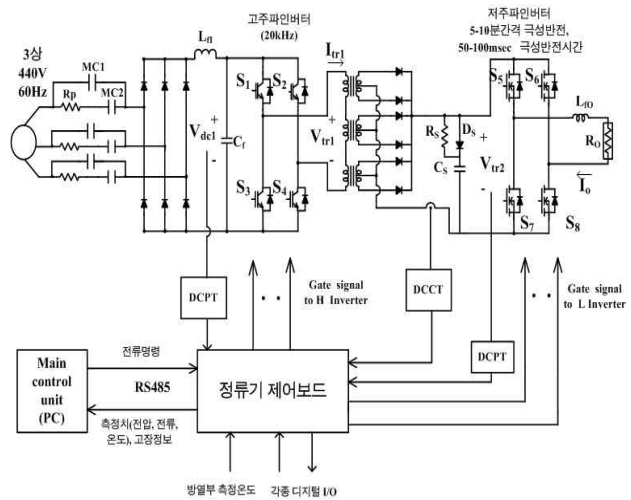 3상
440V
60Hz
MC1
Rp
MC2
LfI
Vdc1
+
-
Cf
고주파인버터
(20kHz)
S1
S2
S3
S4
Itr1
+
Vtr1
-
RS
DS
CS
+
Vtr2
-
저주파인버터
5-10분간격 극성반전,
50-100msec 극성반전시간
S5
S6
S7
S8
LfO
RO
Io
DCPT
Gate signal
to H Inverter
DCCT
DCPT
Gate signal
to L Inverter
Main
control
unit
(PC)
전류명령
RS485
측정치(전압, 전류,
온도), 고장정보
정류기 제어보드
방열부 측정온도
각종 디지털 I/O